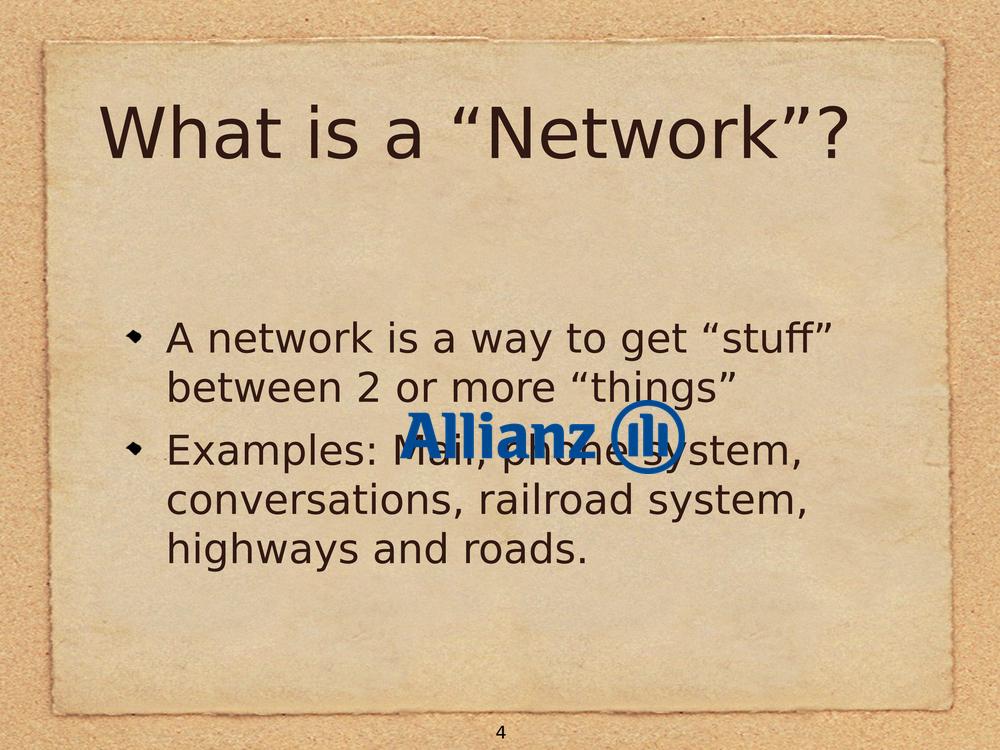 What is a “Network”?
A network is a way to get “stuff”
between 2 or more “things”
Allianz
Examples: Mail, phone system,
conversations, railroad system,
highways and roads.
4